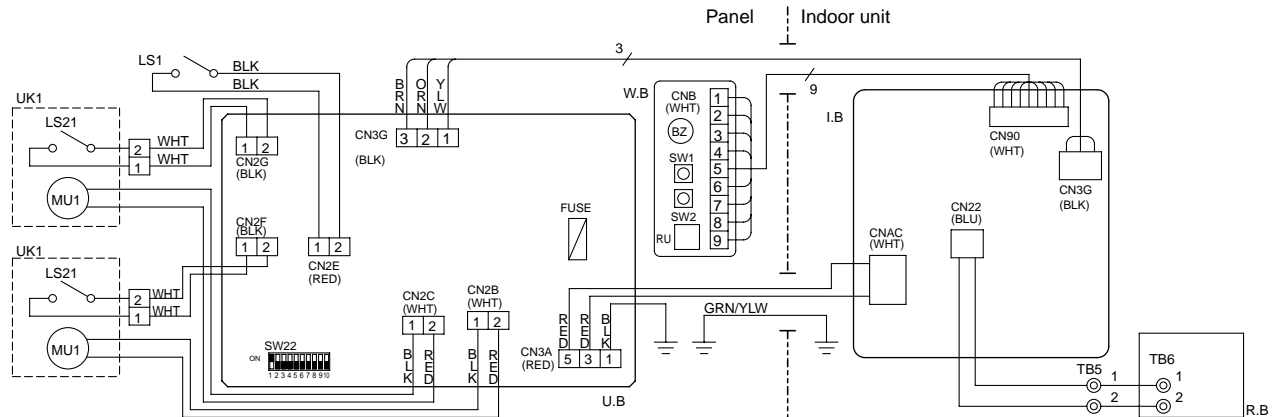 Panel
Indoor unit
LS1
BLK
BLK
3
9
UK1
LS21
2
1
WHT
WHT
MU1
BRN
ORN
YLW
CN3G
(BLK)
3 2 1
1 2
CN2G
(BLK)
CN2F
(BLK)
1 2
1 2
CN2E
(RED)
FUSE
W.B
CNB
(WHT)
BZ
SW1
SW2
RU
1
2
3
4
5
6
7
8
9
I.B
CN90
(WHT)
CN3G
(BLK)
CN22
(BLU)
CNAC
(WHT)
UK1
LS21
2
1
WHT
WHT
MU1
SW22
ON
1 2 3 4 5 6 7 8 9 10
CN2C
(WHT)
1 2
BLK
RED
CN2B
(WHT)
1 2
BLK
RED
RED
RED
BLK
CN3A
(RED)
5 3 1
GRN/YLW
U.B
TB5
1
2
TB6
1
2
R.B